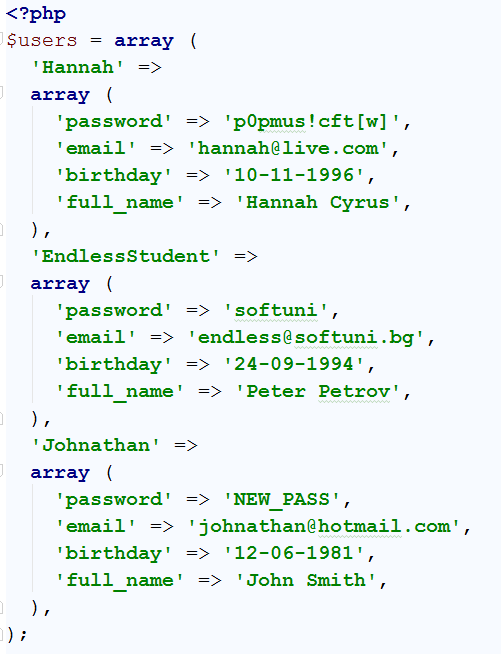 <?php
$users = array (
'Hannah' =>
array (
'password' => 'p0pmus!cft[w]',
'email' => 'hannah@live.com',
'birthday' => '10-11-1996',
'full_name' => 'Hannah Cyrus',
),
'EndlessStudent' =>
array (
'password' => 'softuni',
'email' => 'endless@softuni.bg',
'birthday' => '24-09-1994',
'full_name' => 'Peter Petrov',
),
'Johnathan' =>
array (
'password' => 'NEW_PASS',
'email' => 'johnathan@hotmail.com',
'birthday' => '12-06-1981',
'full_name' => 'John Smith',
),
);